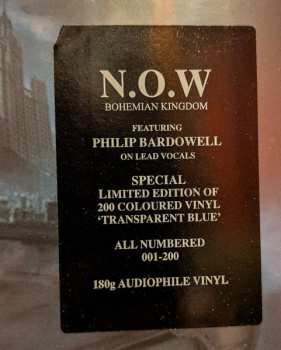 N.O.W
BOHEMIAN KINGDOM
FEATURING
PHILIP BARDOWELL
ON LEAD VOCALS
SPECIAL
LIMITED EDITION OF
200 COLOURED VINYL
'TRANSPARENT BLUE'
ALL NUMBERED
001-200
180g AUDIOPHILE VINYL